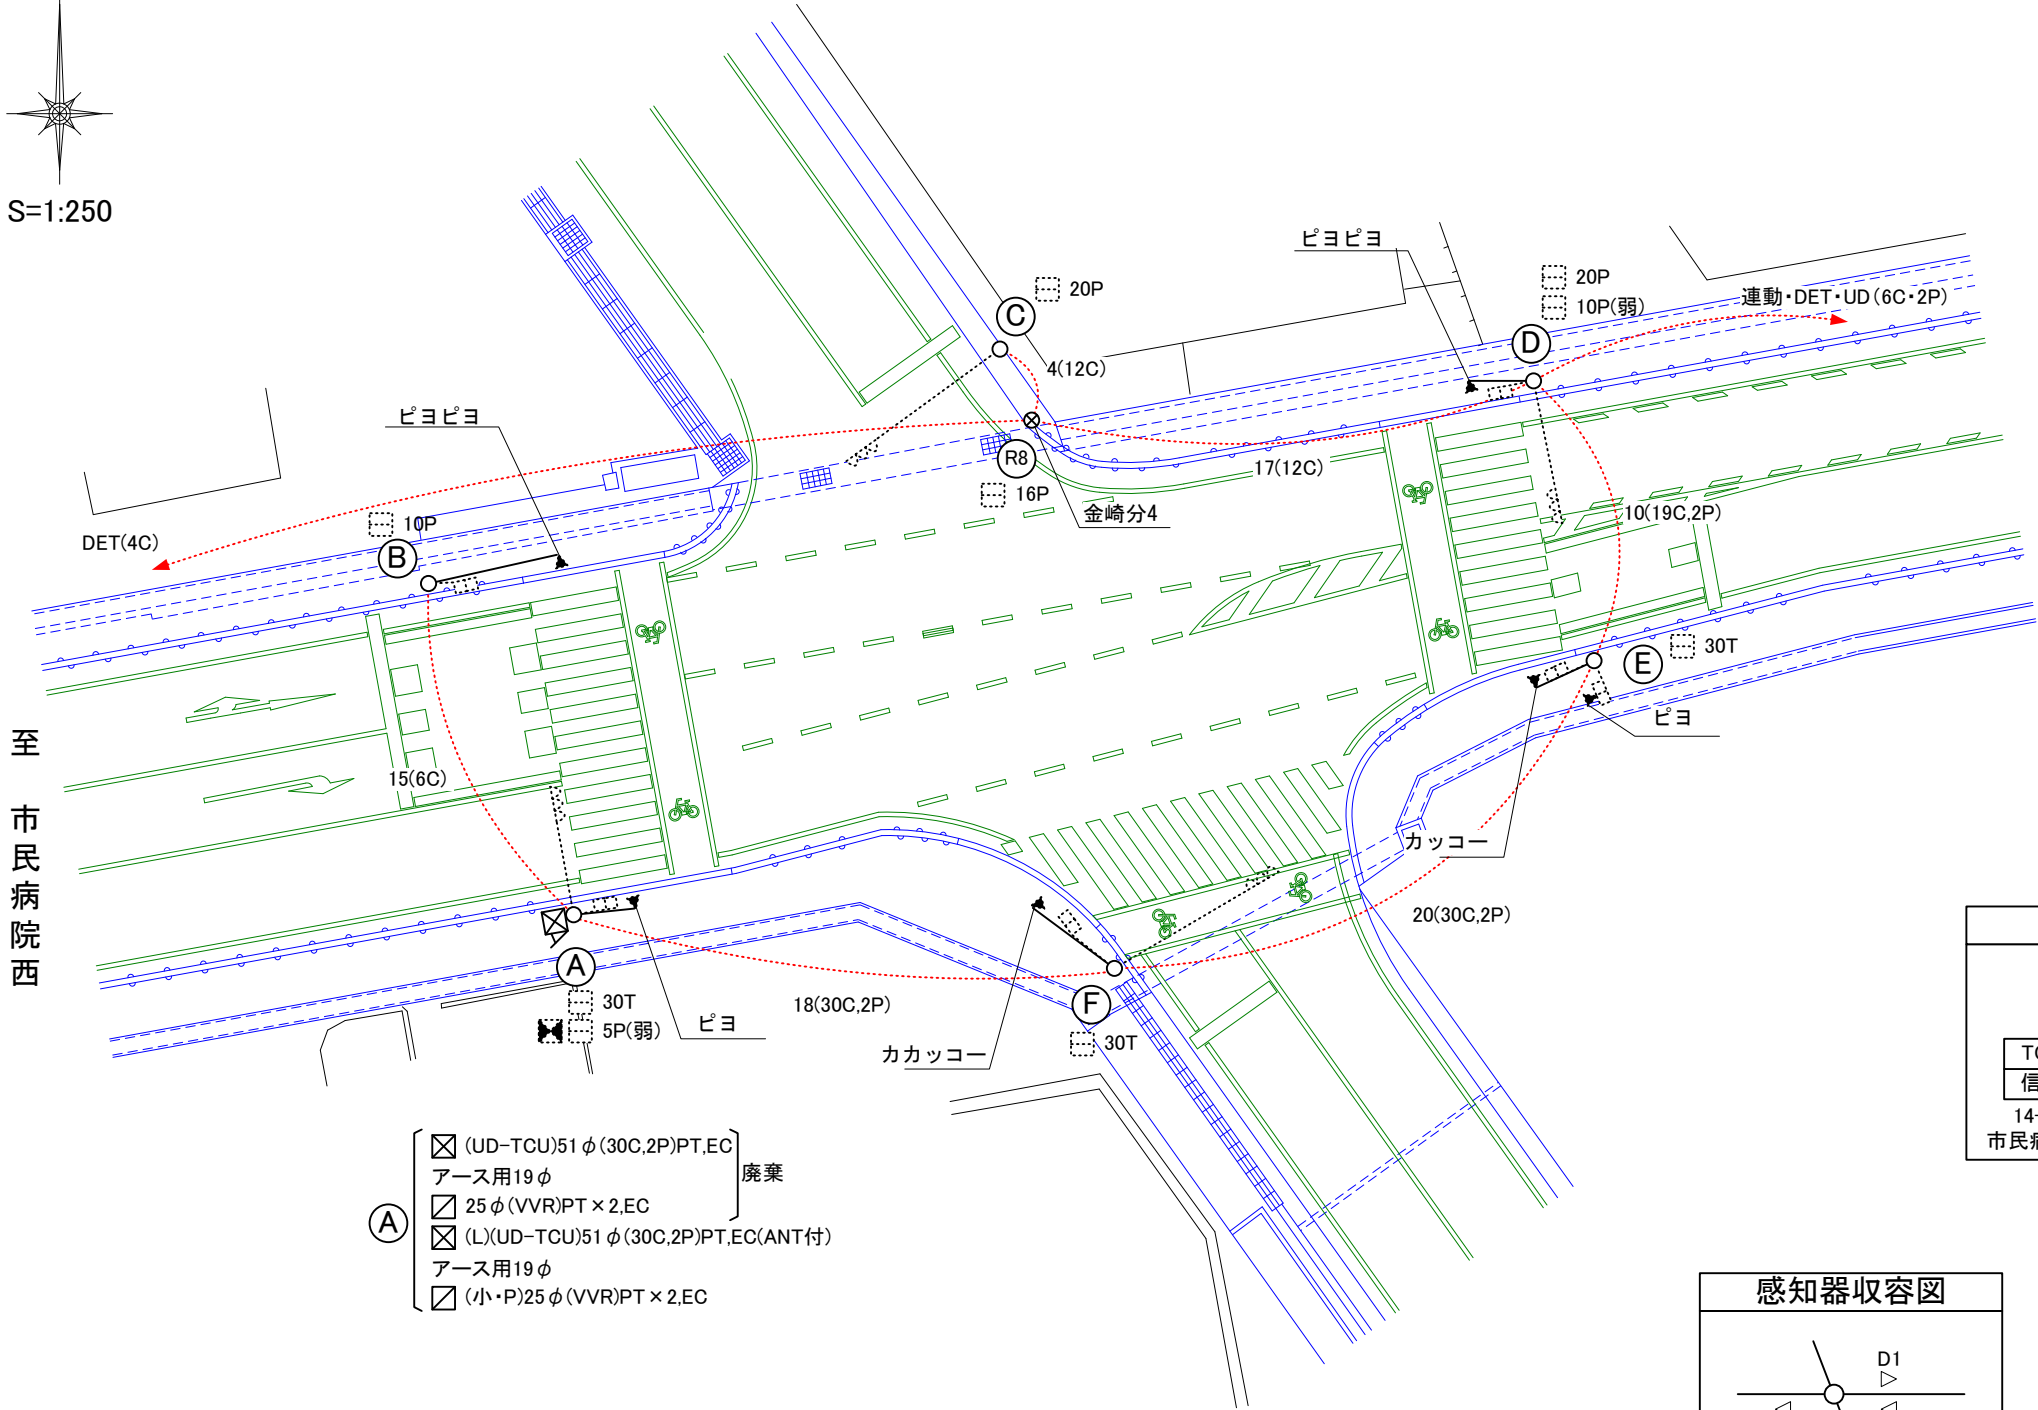 S=1:250
ピヨピヨ
20P
C
20P
10P(弱)
連動・DET・UD(6C・2P)
D
4(12C)
ピヨピヨ
R8
17(12C)
16P
金崎分4
10P
10(19C,2P)
DET(4C)
B
30T
E
ピヨ
至 市民病院西
15(6C)
カッコー
20(30C,2P)
A
30T
5P(弱)
ピヨ
18(30C,2P)
F
30T
カカッコー
(UD-TCU)51φ(30C,2P)PT,EC
アース用19φ
廃棄
25φ(VVR)PT×2,EC
A
(L)(UD-TCU)51φ(30C,2P)PT,EC(ANT付)
アース用19φ
(小・P)25φ(VVR)PT×2,EC
14-
市民
感知器収容図
D1